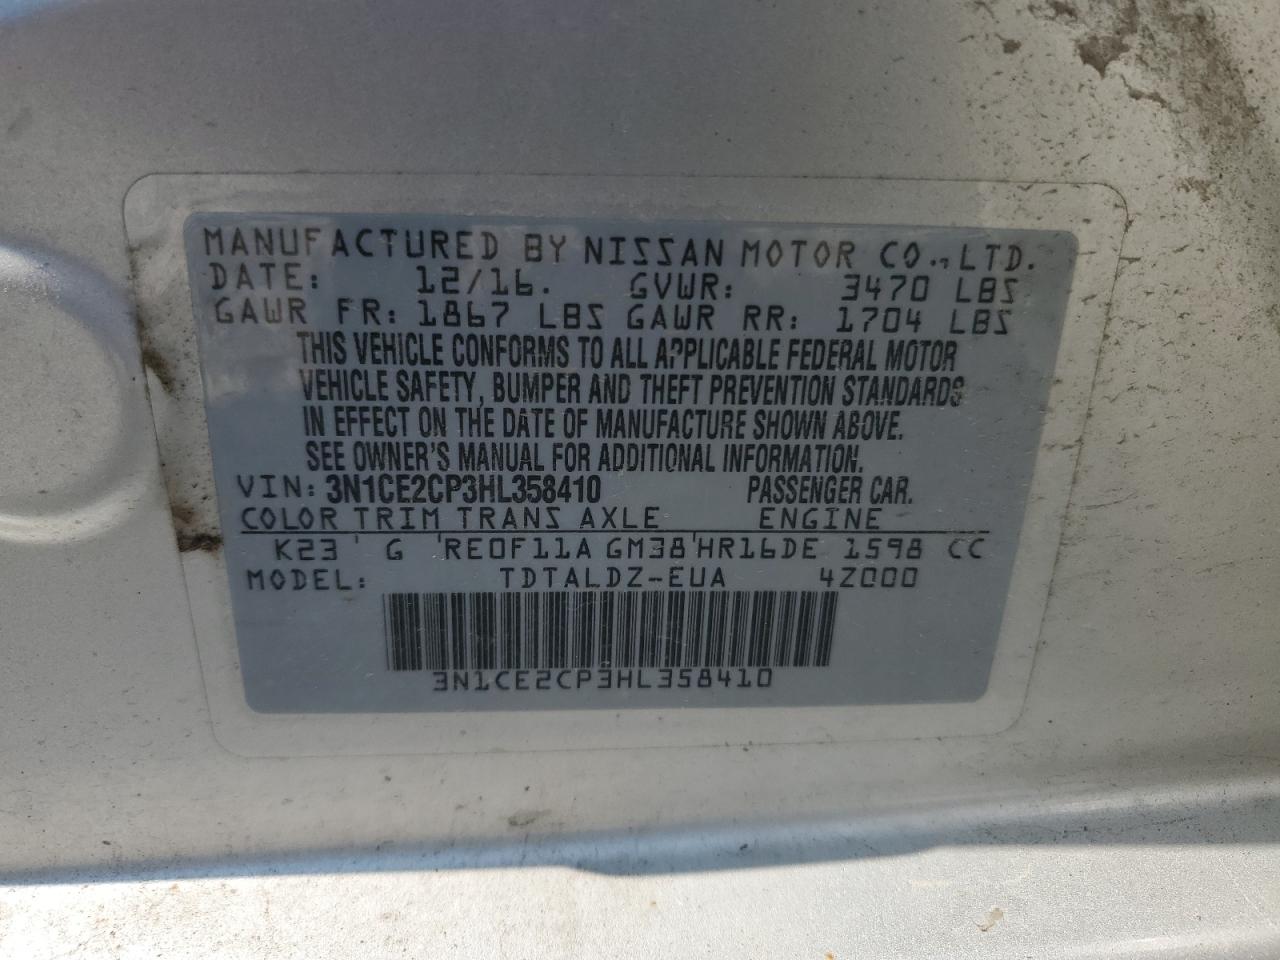 MANUFACTURED BY NISSAN MOTOR CO., LTD.
DATE: 12/16. GVWR: 3470 LBS
GAWR FR: 1867 LBS GAWR RR: 1704 LBS
THIS VEHICLE CONFORMS TO ALL APPLICABLE FEDERAL MOTOR
VEHICLE SAFETY, BUMPER AND THEFT PREVENTION STANDARDS
IN EFFECT ON THE DATE OF MANUFACTURE SHOWN ABOVE.
SEE OWNER'S MANUAL FOR ADDITIONAL INFORMATION.
VIN: 3N1CE2CP3HL358410 PASSENGER CAR.
COLOR TRIM TRANS AXLE ENGINE
K23 G RE0F11A GM38 HR16DE 1598 CC
MODEL: TDTALDZ-EUA 4Z000
3N1CE2CP3HL358410